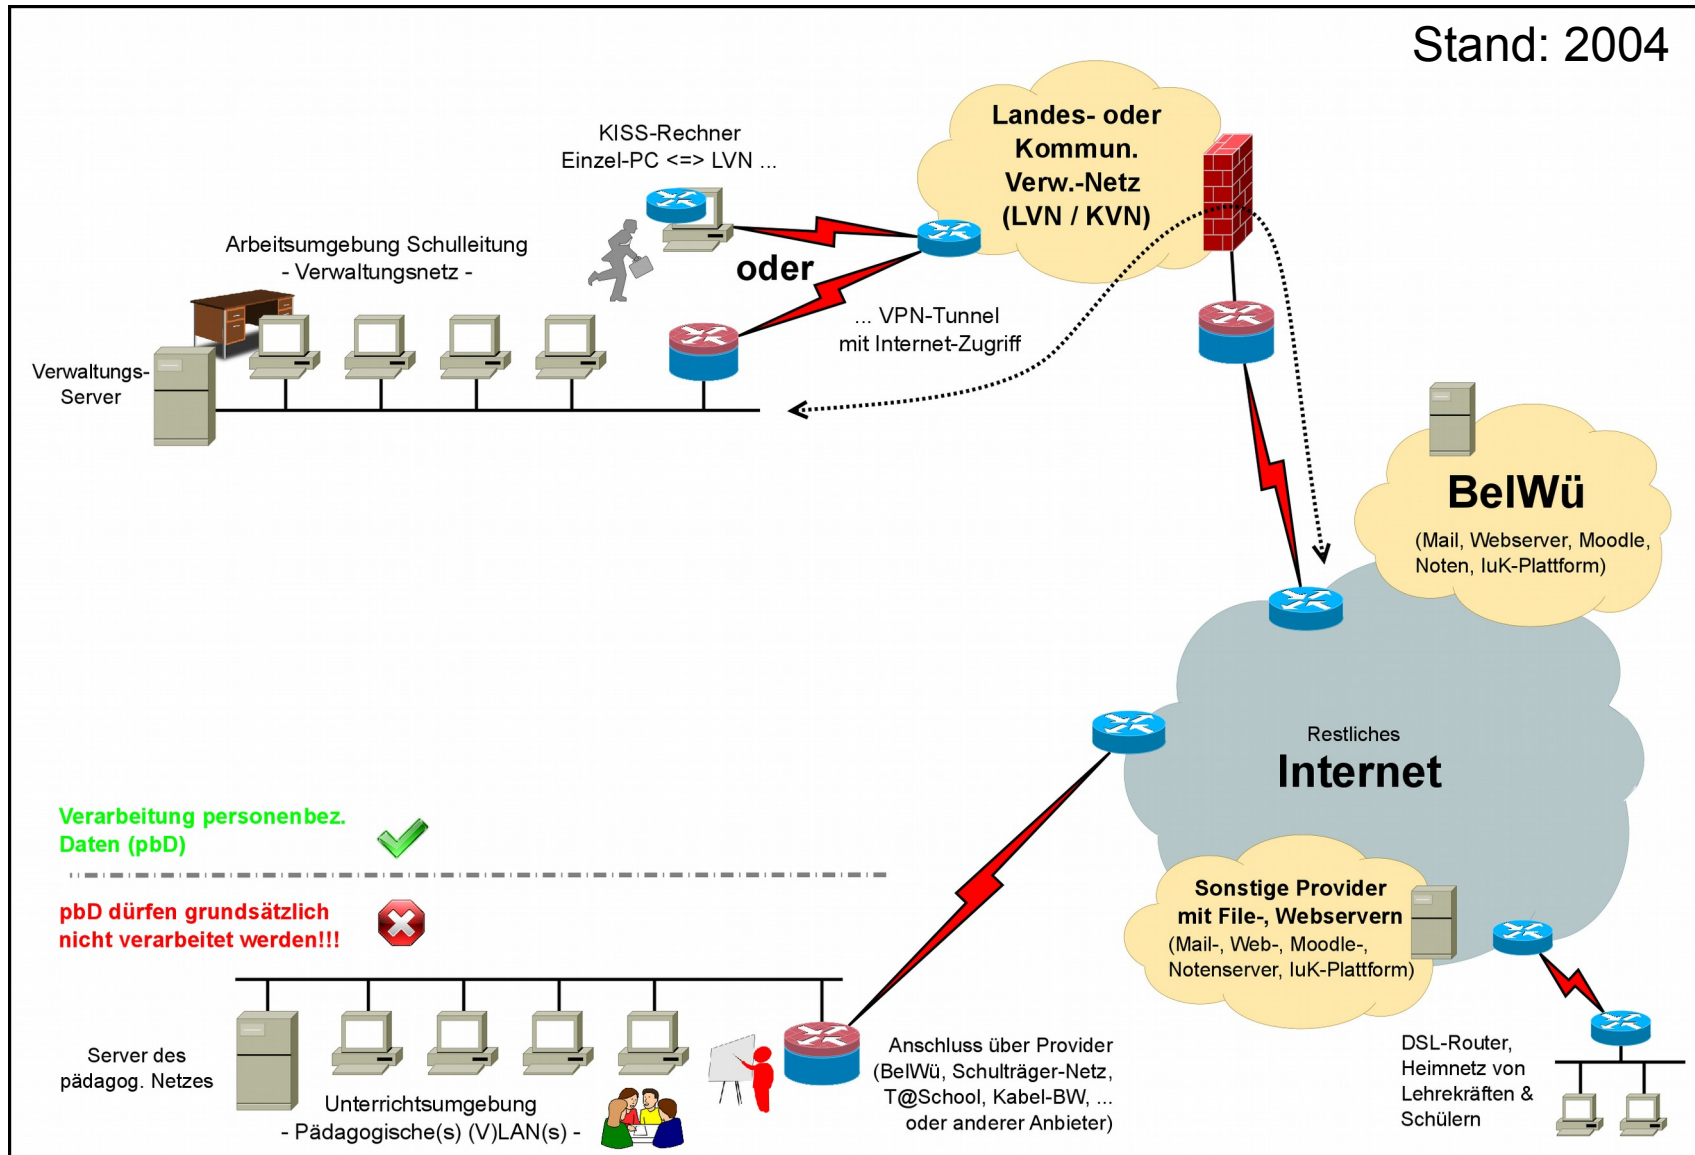 Stand: 2004
Landes- oder
Kommun.
Verw.-Netz
(LVN / KVN)
KISS-Rechner
Einzel-PC <=> LVN ...
Arbeitsumgebung Schulleitung
- Verwaltungsnetz -
oder
... VPN-Tunnel
mit Internet-Zugriff
Verwaltungs-
Server
BelWü
(Mail, Webserver, Moodle,
Noten, IuK-Plattform)
Restliches
Internet
Verarbeitung personenbez.
Daten (pbD)
pbD dürfen grundsätzlich
nicht verarbeitet werden!!!
Sonstige Provider
mit File-, Webservern
(Mail-, Web-, Moodle-,
Notenserver, IuK-Plattform)
Server des
pädagog. Netzes
Unterrichtsumgebung
- Pädagogische(s) (V)LAN(s) -
Anschluss über Provider
(BelWü, Schulträger-Netz,
T@School, Kabel-BW, ...
oder anderer Anbieter)
DSL-Router,
Heimnetz von
Lehrekräften &
Schülern